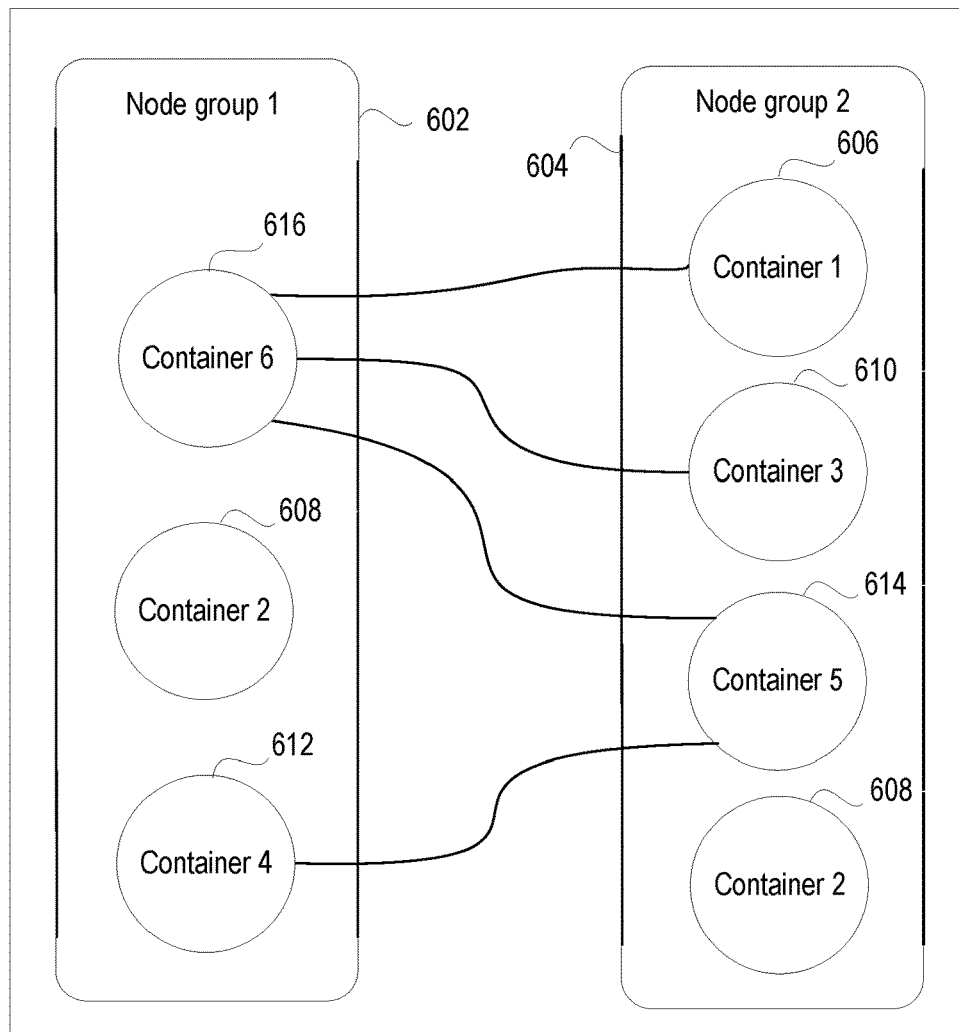 Node group 1
602
616
Container 6
608
Container 2
612
Container 4
Node group 2
604
606
Container 1
610
Container 3
614
Container 5
608
Container 2